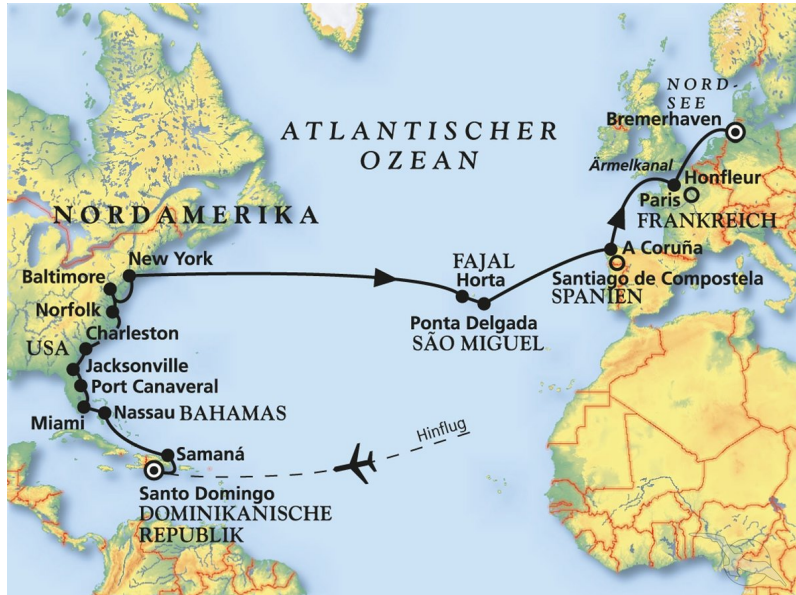 NORD-
SEE
Bremerhaven
ATLANTISCHER
OZEAN
Ärmelkanal
Honfleur
Paris
FRANKREICH
NORDAMERIKA
A Coruña
New York
FAJAL
Horta
Santiago de Compostela
SPANIEN
Baltimore
Norfolk
Ponta Delgada
SÃO MIGUEL
Charleston
USA
Jacksonville
Port Canaveral
Miami
Nassau BAHAMAS
Hinflug
Samaná
Santo Domingo
DOMINIKANISCHE
REPUBLIK